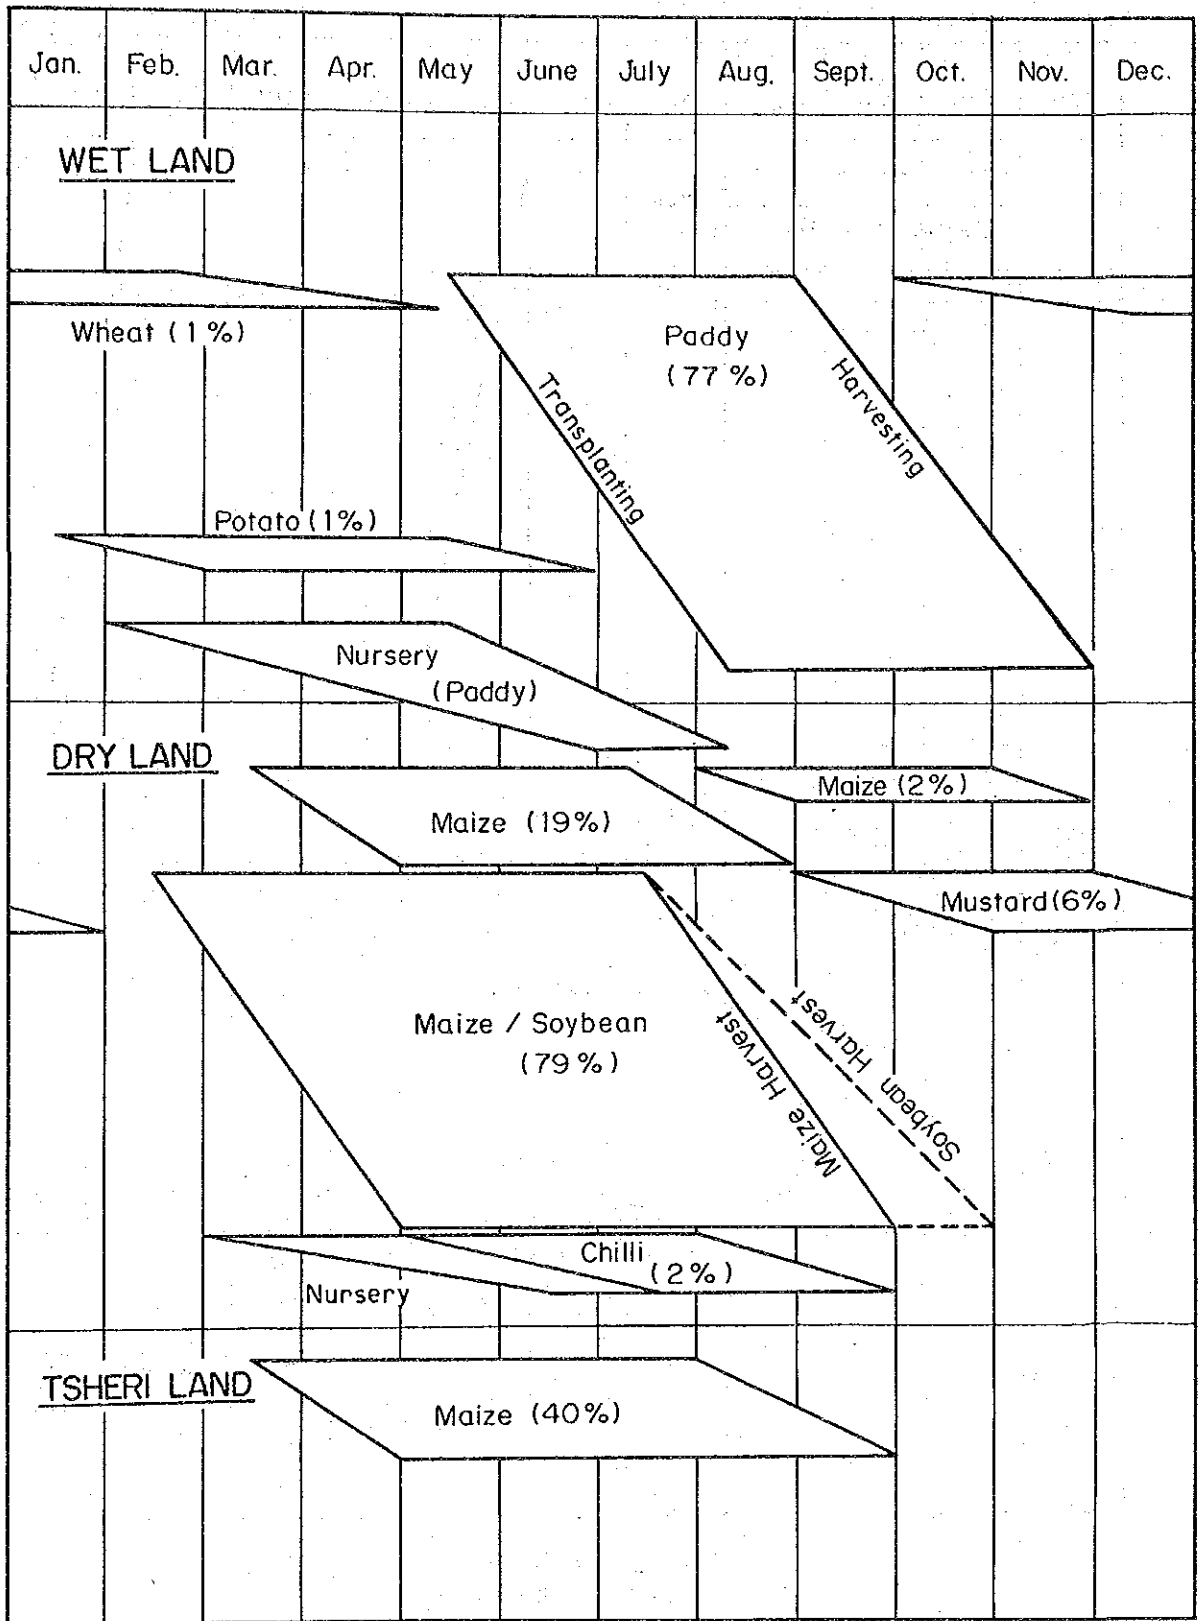 Jan. Feb. Mar. Apr. May June July Aug. Sept. Oct. Nov. Dec.
WET LAND
Wheat (1%)
Paddy
(77%)
Transplanting
Harvesting
Potato (1%)
Nursery
(Paddy)
DRY LAND
Maize (19%)
Maize (2%)
Mustard (6%)
Maize / Soybean
(79%)
Maize Harvest
Soybean Harvest
Chilli
(2%)
Nursery
TSHERI LAND
Maize (40%)